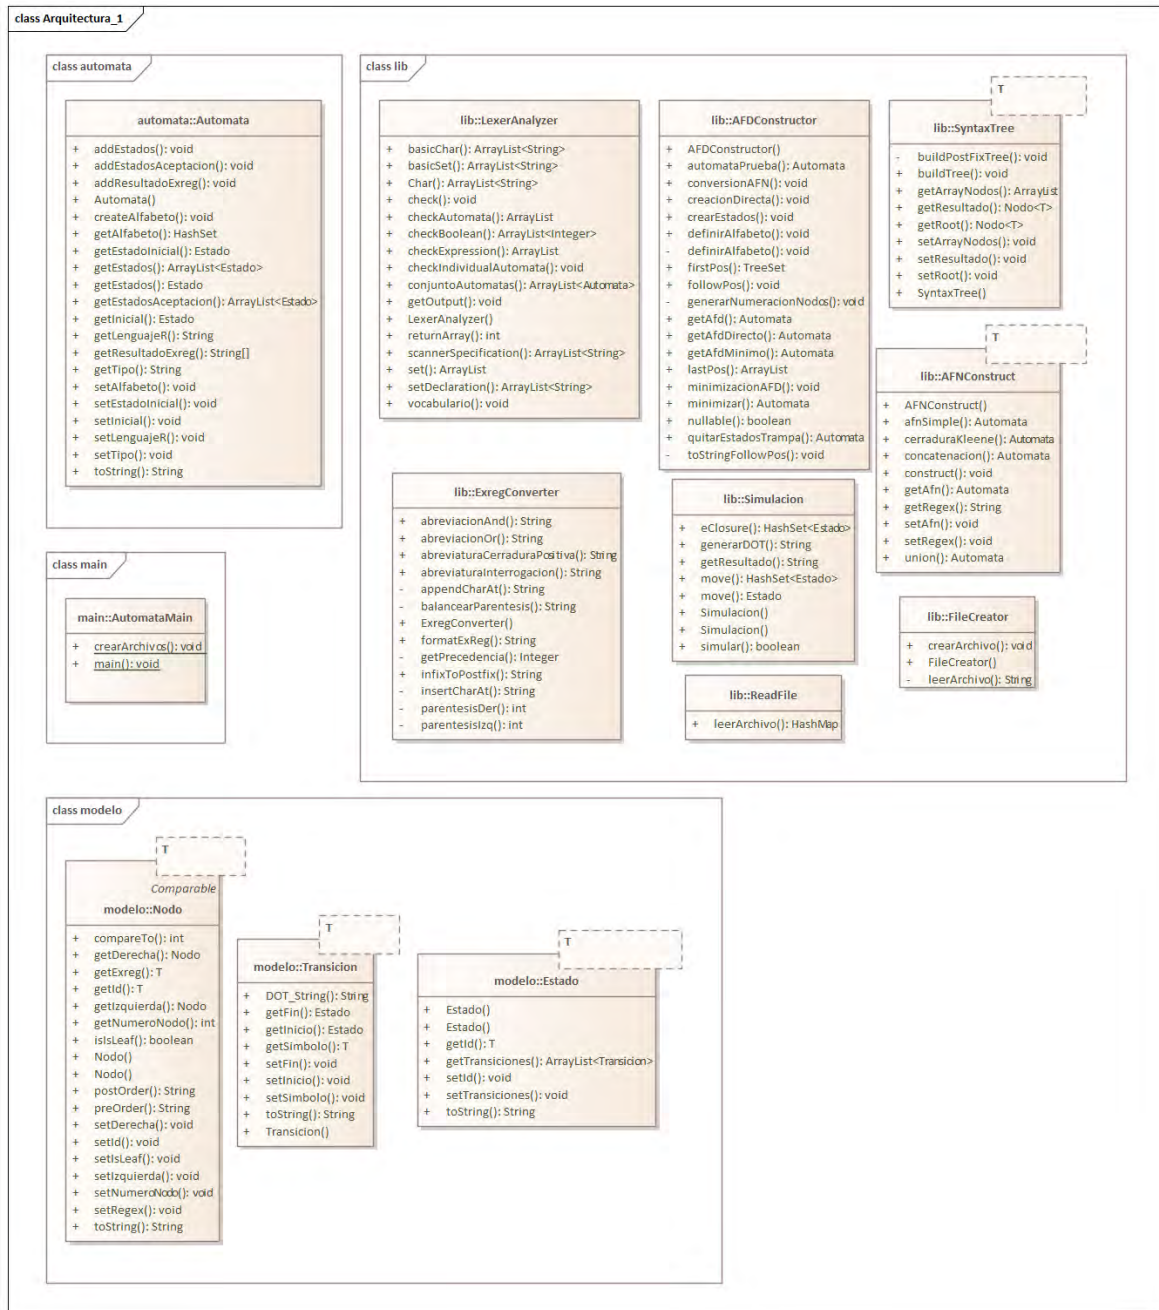 class Arquitectura_1
class automata
automata::Automata
+ addEstados(): void
+ addEstadosAceptacion(): void
+ addResultadoExreg(): void
+ Automata()
+ createAlfabeto(): void
+ getAlfabeto(): HashSet
+ getEstadoInicial(): Estado
+ getEstados(): ArrayList<Estado>
+ getEstados(): Estado
+ getEstadosAceptacion(): ArrayList<Estado>
+ getInicial(): Estado
+ getLenguajeR(): String
+ getResultadoExreg(): String[]
+ getTipo(): String
+ setAlfabeto(): void
+ setEstadoInicial(): void
+ setInicial(): void
+ setLenguajeR(): void
+ setTipo(): void
+ toString(): String
class main
main::AutomataMain
+ crearArchivos(): void
+ main(): void
class lib
lib::LexerAnalyzer
+ basicChar(): ArrayList<String>
+ basicSet(): ArrayList<String>
+ Char(): ArrayList<String>
+ check(): void
+ checkAutomata(): ArrayList
+ checkBoolean(): ArrayList<Integer>
+ checkExpression(): ArrayList
+ checkIndividualAutomata(): void
+ conjuntoAutomatas(): ArrayList<Automata>
+ getOutput(): void
+ LexerAnalyzer()
+ returnArray(): int
+ scannerSpecification(): ArrayList<String>
+ set(): ArrayList
+ setDeclaration(): ArrayList<String>
+ vocabulario(): void
lib::AFDConstructor
+ AFDConstructor()
+ automataPrueba(): Automata
+ conversionAFN(): void
+ creacionDirecta(): void
+ crearEstados(): void
+ definirAlfabeto(): void
- definirAlfabeto(): void
+ firstPos(): TreeSet
+ followPos(): void
- generarNumeracionNodos(): void
+ getAfd(): Automata
+ getAfdDirecto(): Automata
+ getAfdMinimo(): Automata
+ lastPos(): ArrayList
+ minimizacionAFD(): void
+ minimizar(): Automata
+ nullable(): boolean
+ quitarEstadosTrampa(): Automata
- toStringFollowPos(): void
T
lib::SyntaxTree
- buildPostFixTree(): void
+ buildTree(): void
+ getArrayNodos(): ArrayList
+ getResultado(): Nodo<T>
+ getRoot(): Nodo<T>
+ setArrayNodos(): void
+ setResultado(): void
+ setRoot(): void
+ SyntaxTree()
T
lib::AFNConstruct
+ AFNConstruct()
+ afnSimple(): Automata
+ cerraduraKleene(): Automata
+ concatenacion(): Automata
+ construct(): void
+ getAfn(): Automata
+ getRegex(): String
+ setAfn(): void
+ setRegex(): void
+ union(): Automata
lib::ExregConverter
+ abreviacionAnd(): String
+ abreviacionOr(): String
+ abreviaturaCerraduraPositiva(): String
+ abreviaturaInterrogacion(): String
- appendCharAt(): String
- balancearParentesis(): String
+ ExregConverter()
+ formatExReg(): String
- getPrecedencia(): Integer
+ infixToPostfix(): String
- insertCharAt(): String
- parentesisDer(): int
- parentesisIzq(): int
lib::Simulacion
+ eClosure(): HashSet<Estado>
+ generarDOT(): String
+ getResultado(): String
+ move(): HashSet<Estado>
+ move(): Estado
+ Simulacion()
+ Simulacion()
+ simular(): boolean
lib::ReadFile
+ leerArchivo(): HashMap
lib::FileCreator
+ crearArchivo(): void
+ FileCreator()
- leerArchivo(): String
class modelo
T
Comparable
modelo::Nodo
+ compareTo(): int
+ getDerecha(): Nodo
+ getExreg(): T
+ getId(): T
+ getIzquierda(): Nodo
+ getNumeroNodo(): int
+ isIsLeaf(): boolean
+ Nodo()
+ Nodo()
+ postOrder(): String
+ preOrder(): String
+ setDerecha(): void
+ setId(): void
+ setIsLeaf(): void
+ setIzquierda(): void
+ setNumeroNodo(): void
+ setRegex(): void
+ toString(): String
T
modelo::Transicion
+ DOT_String(): String
+ getFin(): Estado
+ getInicio(): Estado
+ getSimbolo(): T
+ setFin(): void
+ setInicio(): void
+ setSimbolo(): void
+ toString(): String
+ Transicion()
T
modelo::Estado
+ Estado()
+ Estado()
+ getId(): T
+ getTransiciones(): ArrayList<Transicion>
+ setId(): void
+ setTransiciones(): void
+ toString(): String